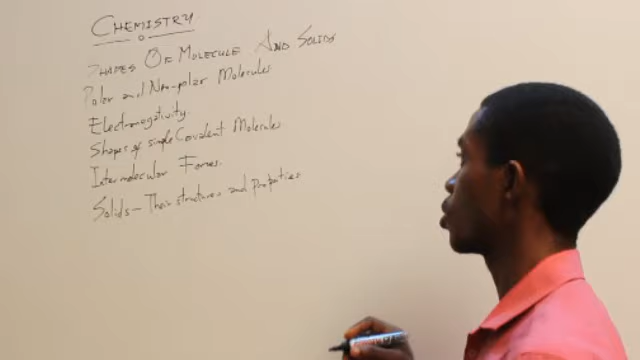 CHEMISTRY
SHAPES OF MOLECULE AND SOLIDS
Polar and Non-polar Molecules
Electronegativity.
Shapes of simple Covalent Molecules
Intermolecular Forces.
Solids – Their structures and Properties